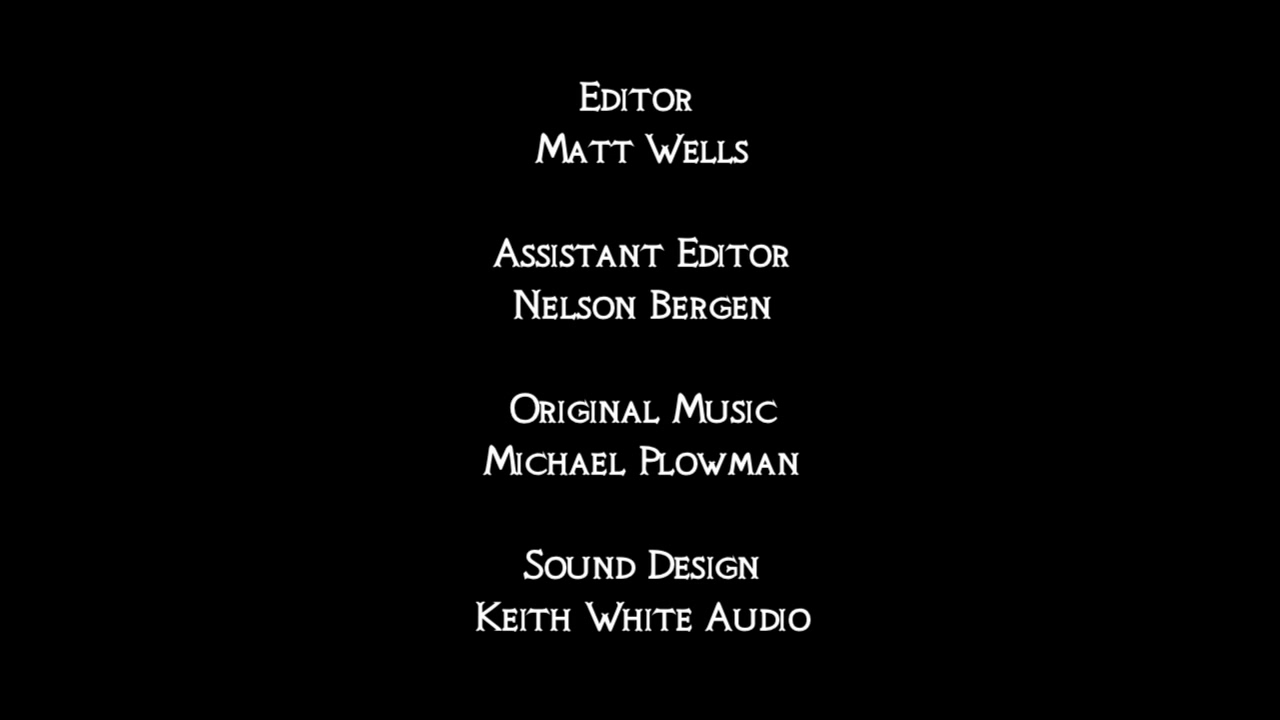 Editor
Matt Wells
Assistant Editor
Nelson Bergen
Original Music
Michael Plowman
Sound Design
Keith White Audio